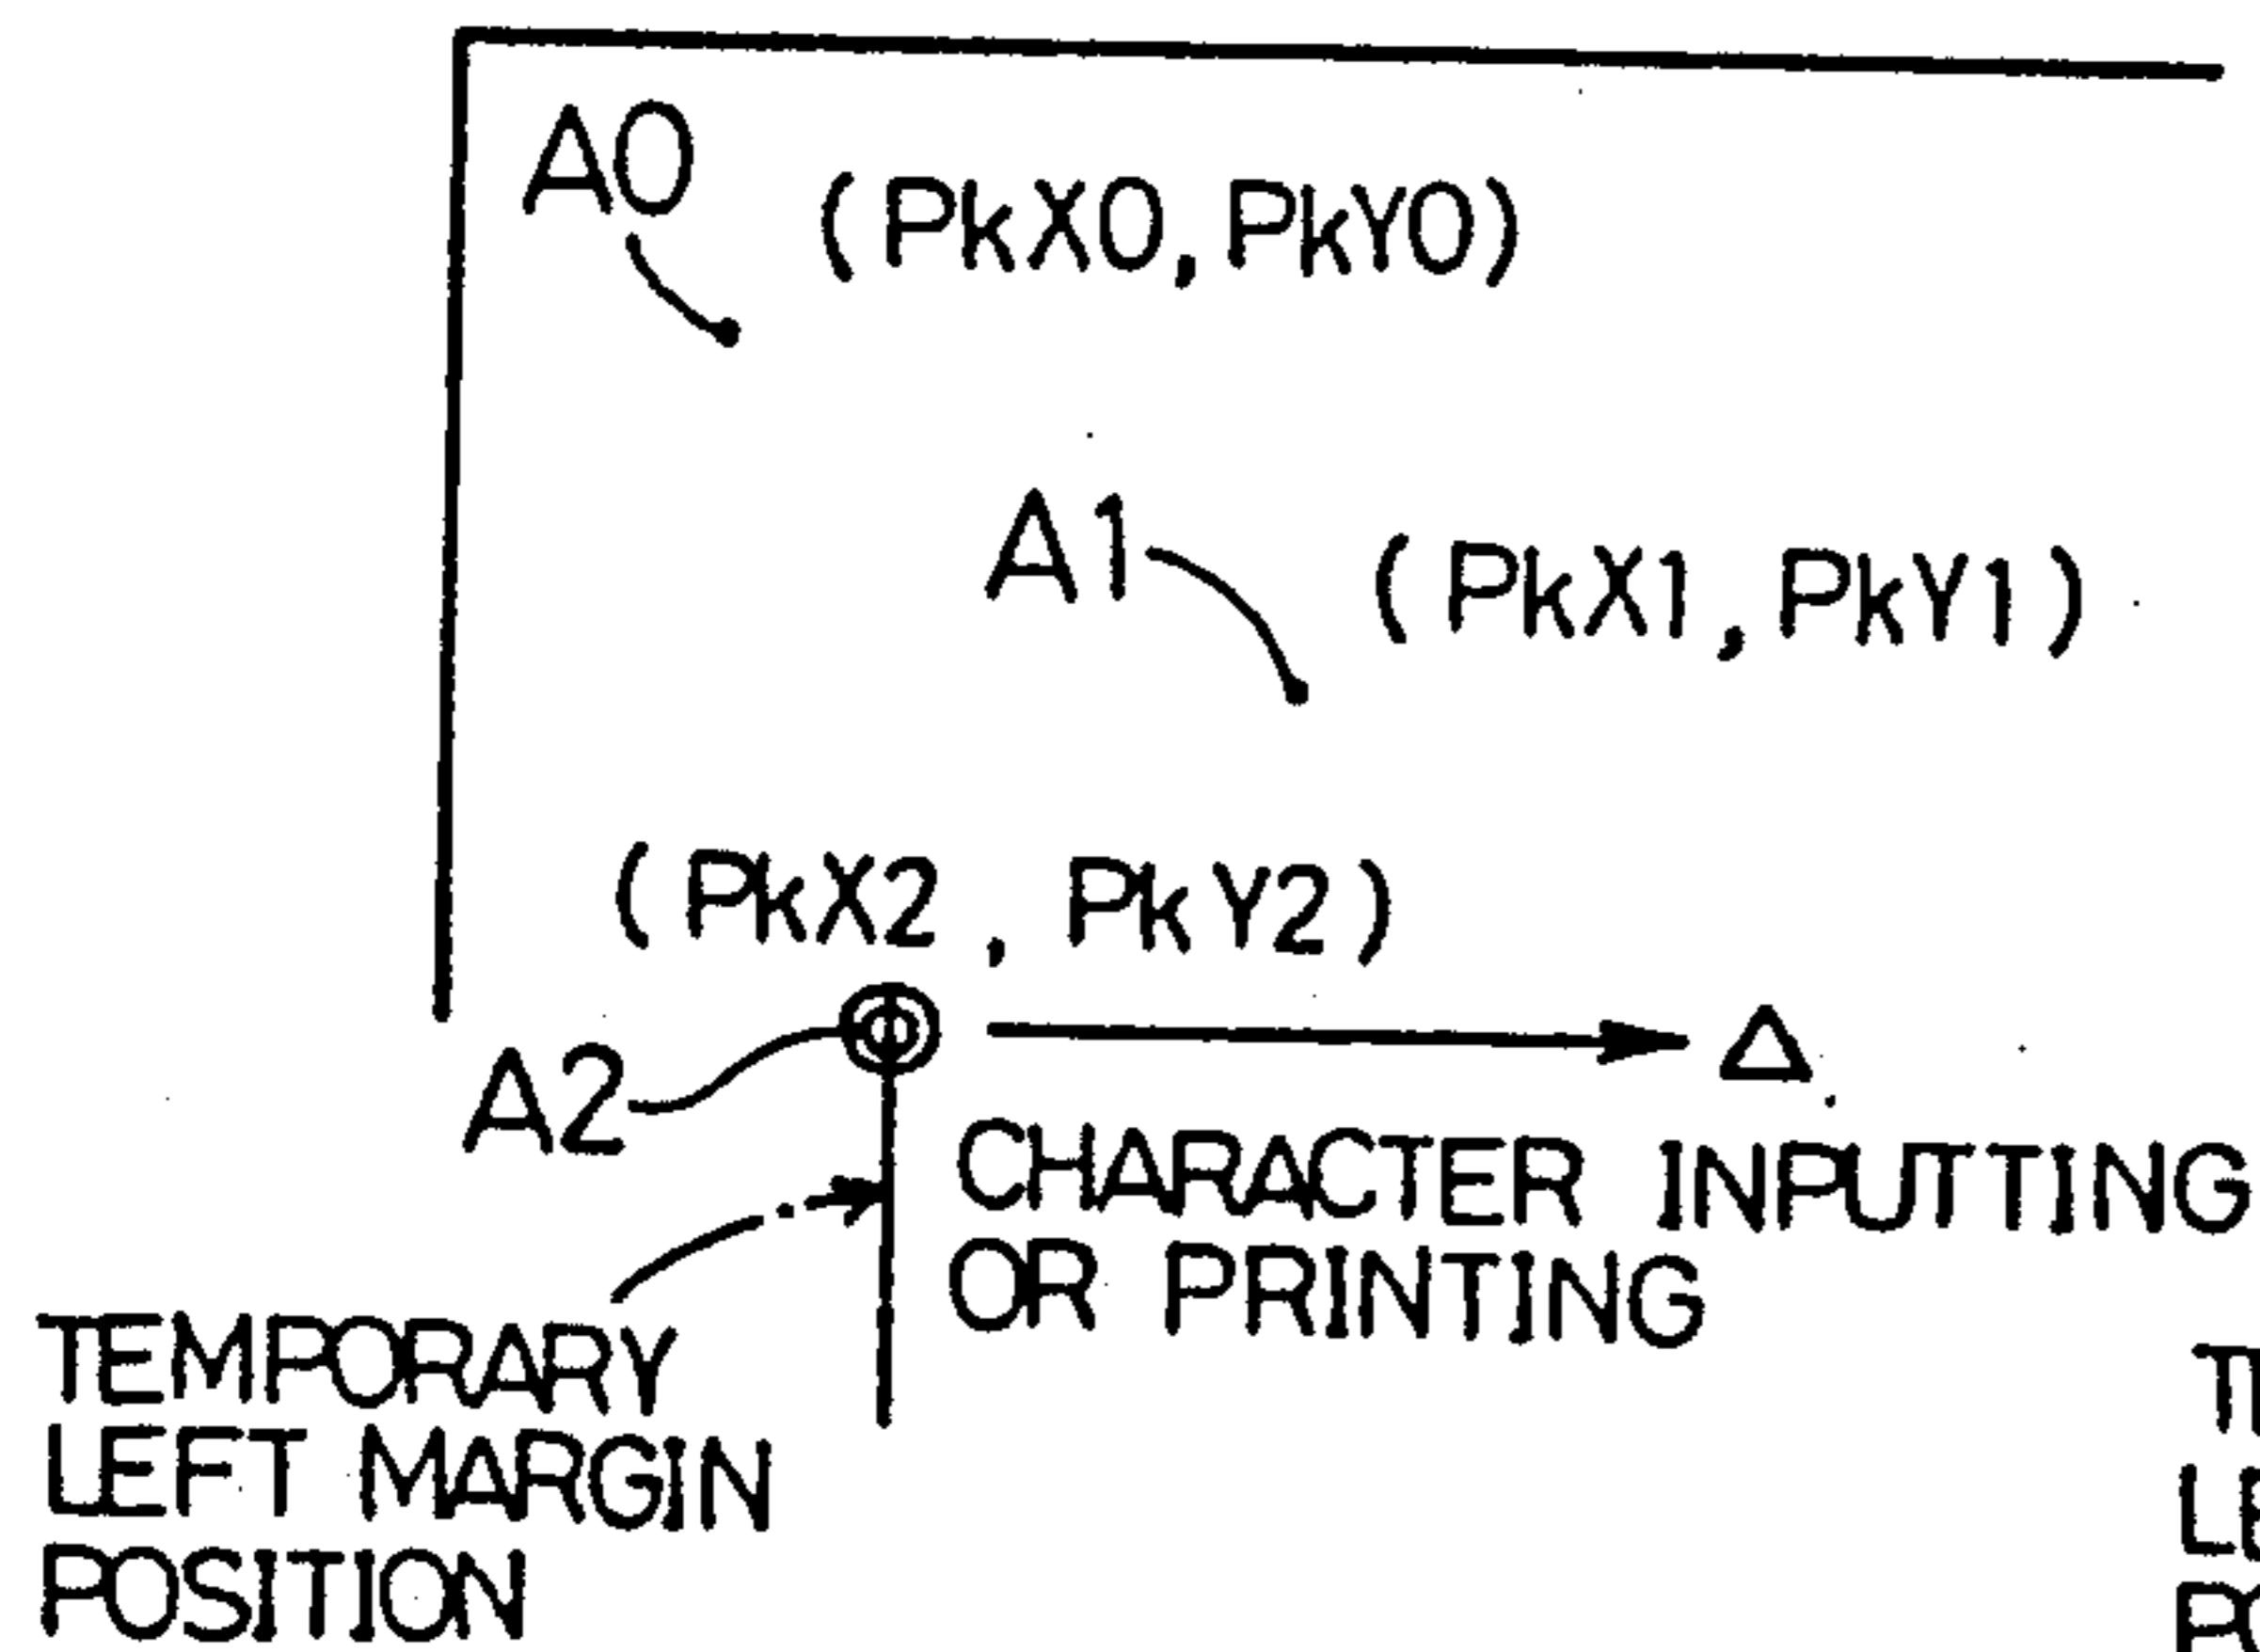 A0
(PkX0,PkY0)
A1
(PkX1,PkY1)
(PkX2, PkY2)
Δ
A2
CHARACTER INPUTTING
OR PRINTING
TEMPORARY
LEFT MARGIN
POSITION